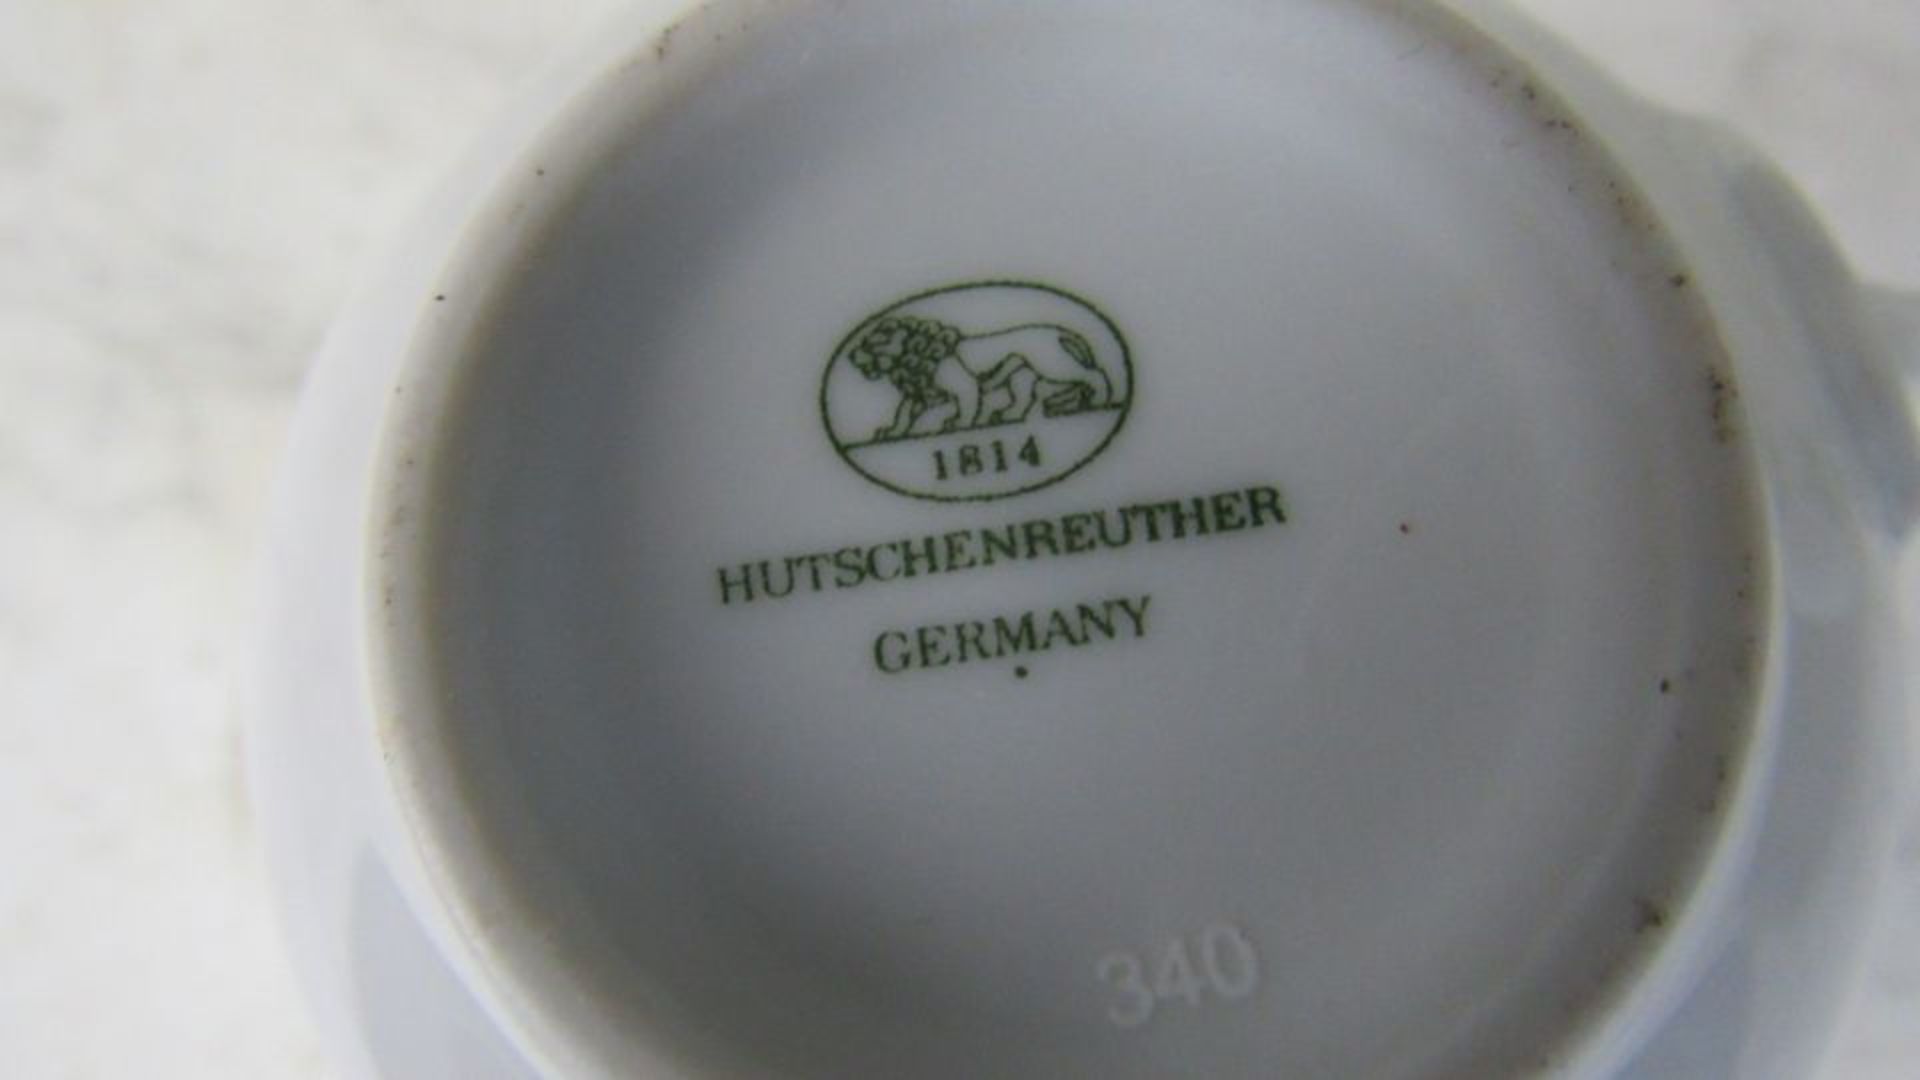 1814
HUTSCHENREUTHER
GERMANY
340